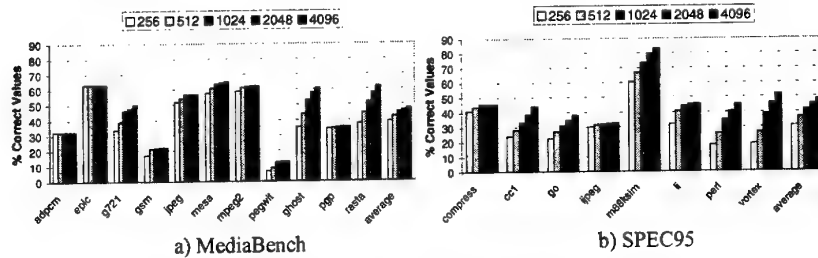 256 512 1024 2048 4096
90
80
70
60
50
40
30
20
10
0
% Correct Values
adpcm epic g721 gsm jpeg mesa mpeg2 pegwit ghost pgp rasta average
a) MediaBench
256 512 1024 2048 4096
90
80
70
60
50
40
30
20
10
0
% Correct Values
compress cc1 go ijpeg m88ksim li perl vortex average
b) SPEC95